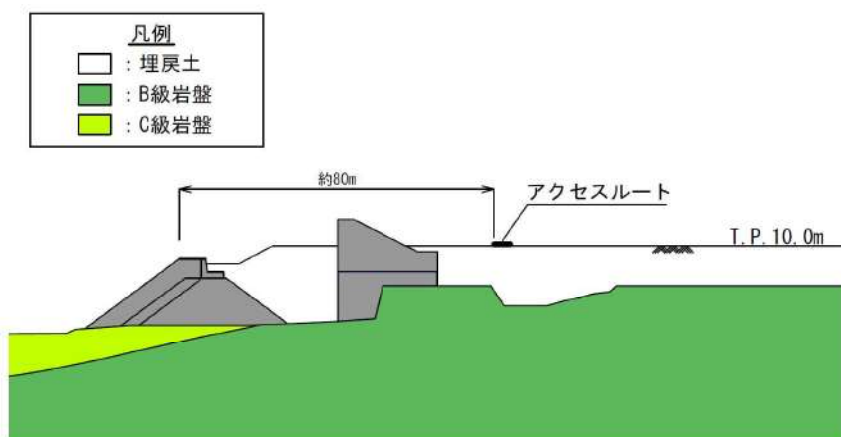 凡例
：埋戻土
：B級岩盤
：C級岩盤
約80m
アクセスルート
T.P.10.0m